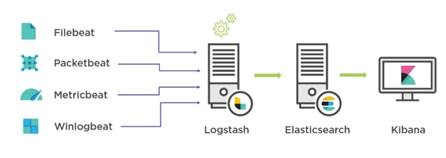 Filebeat
Packetbeat
Metricbeat
Winlogbeat
Logstash
Elasticsearch
Kibana